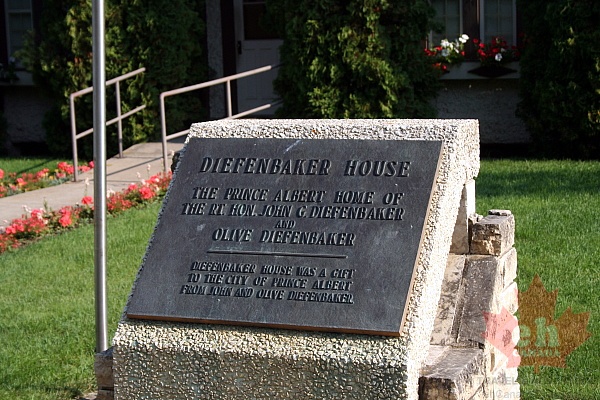 DIEFENBAKER HOUSE
THE PRINCE ALBERT HOME OF
THE RT. HON. JOHN G DIEFENBAKER
AND
OLIVE DIEFENBAKER
DIEFENBAKER HOUSE WAS A GIFT
TO THE CITY OF PRINCE ALBERT
FROM JOHN AND OLIVE DIEFENBAKER.
eh